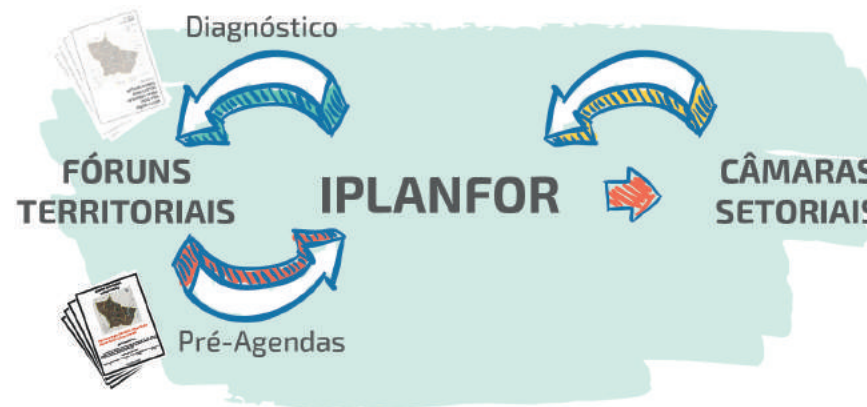 Diagnóstico
FÓRUNS
TERRITORIAIS
IPLANFOR
CÂMARAS
SETORIAIS
Pré-Agendas